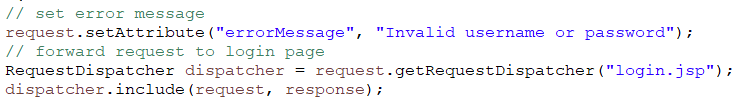 // set error message
request.setAttribute("errorMessage", "Invalid username or password");
// forward request to login page
RequestDispatcher dispatcher = request.getRequestDispatcher("login.jsp");
dispatcher.include(request, response);